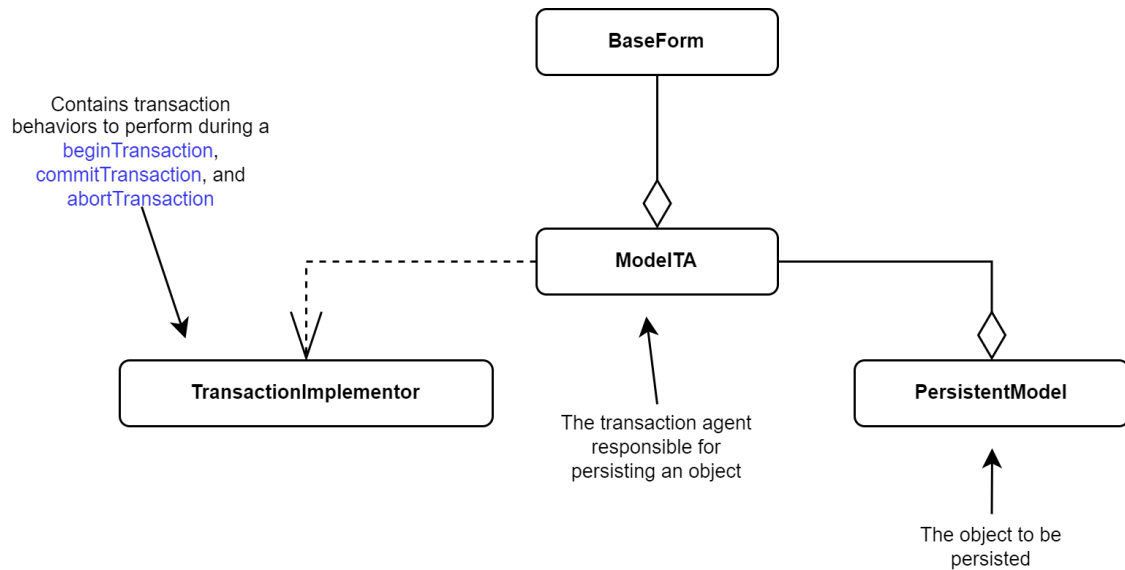 BaseForm
Contains transaction
behaviors to perform during a
beginTransaction,
commitTransaction, and
abortTransaction
ModelTA
TransactionImplementor
PersistentModel
The transaction agent
responsible for
persisting an object
The object to be
persisted